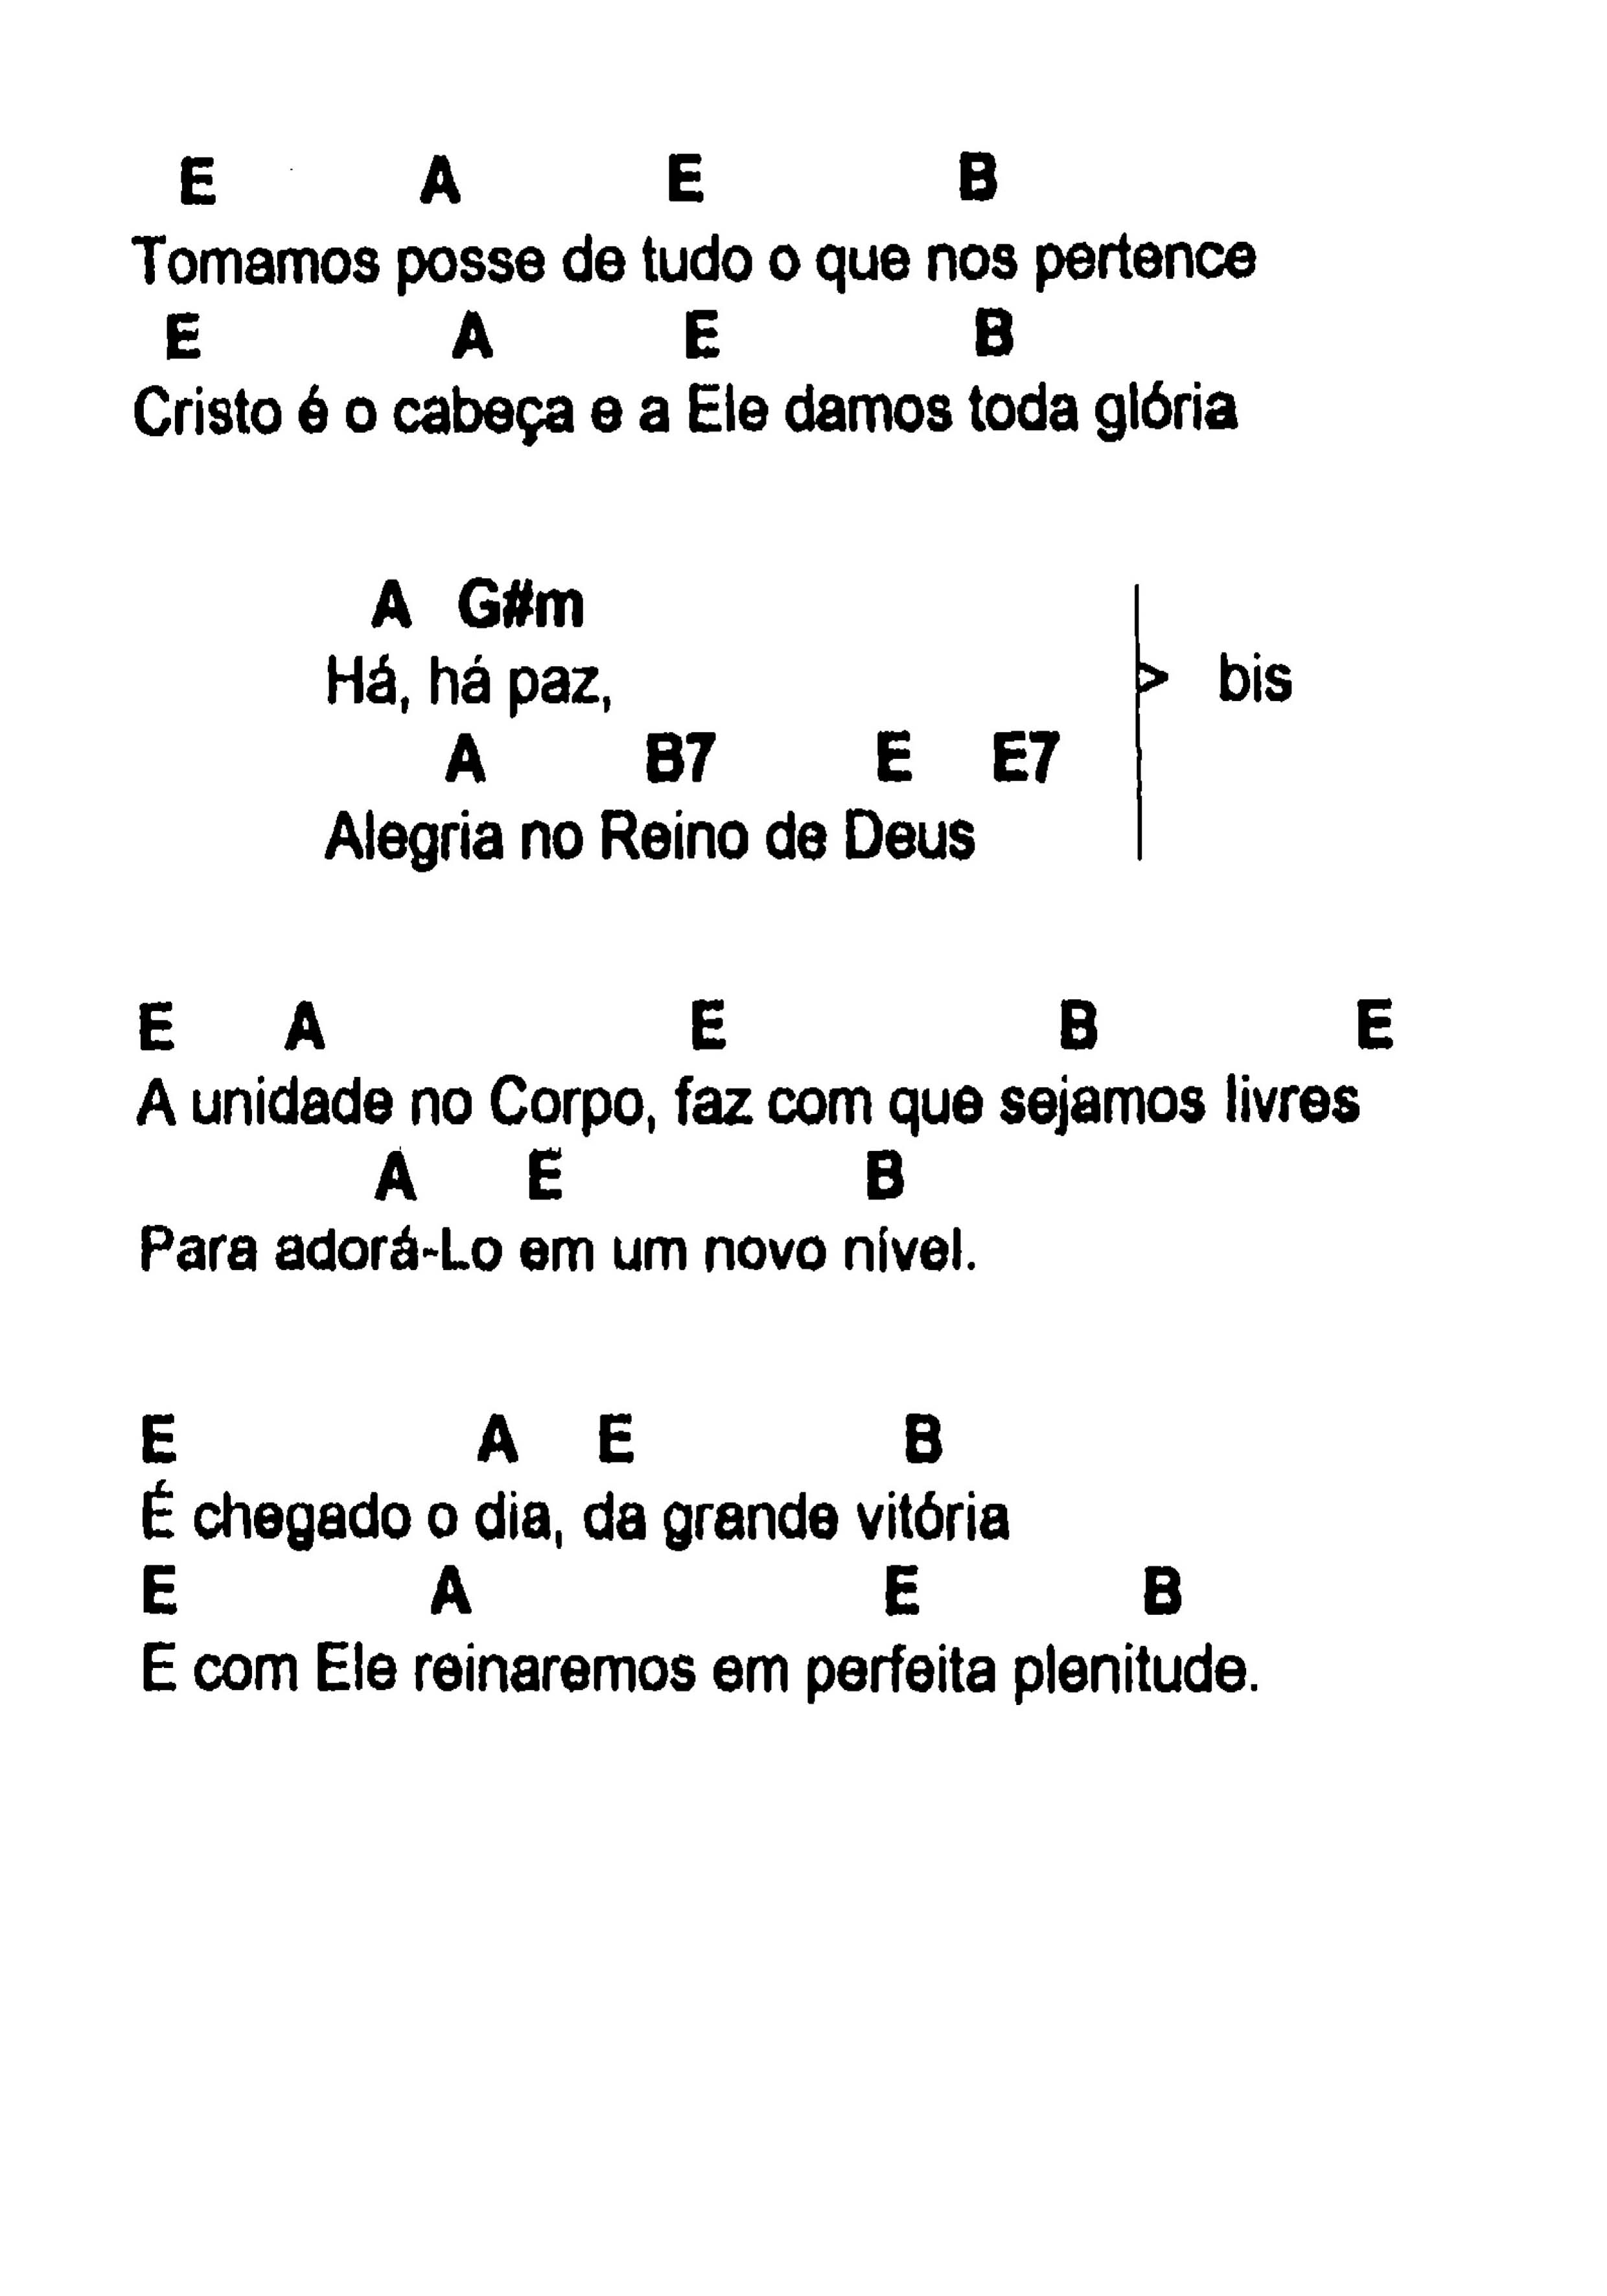 E A E B
Tomamos posse de tudo o que nos pertence
E A E B
Cristo é o cabeça e a Ele damos toda glória
A G#m
Há, há paz, > bis
A B7 E E7
Alegria no Reino de Deus
E A E B E
A unidade no Corpo, faz com que sejamos livres
A E B
Para adorá-Lo em um novo nível.
E A E B
É chegado o dia, da grande vitória
E A E B
E com Ele reinaremos em perfeita plenitude.